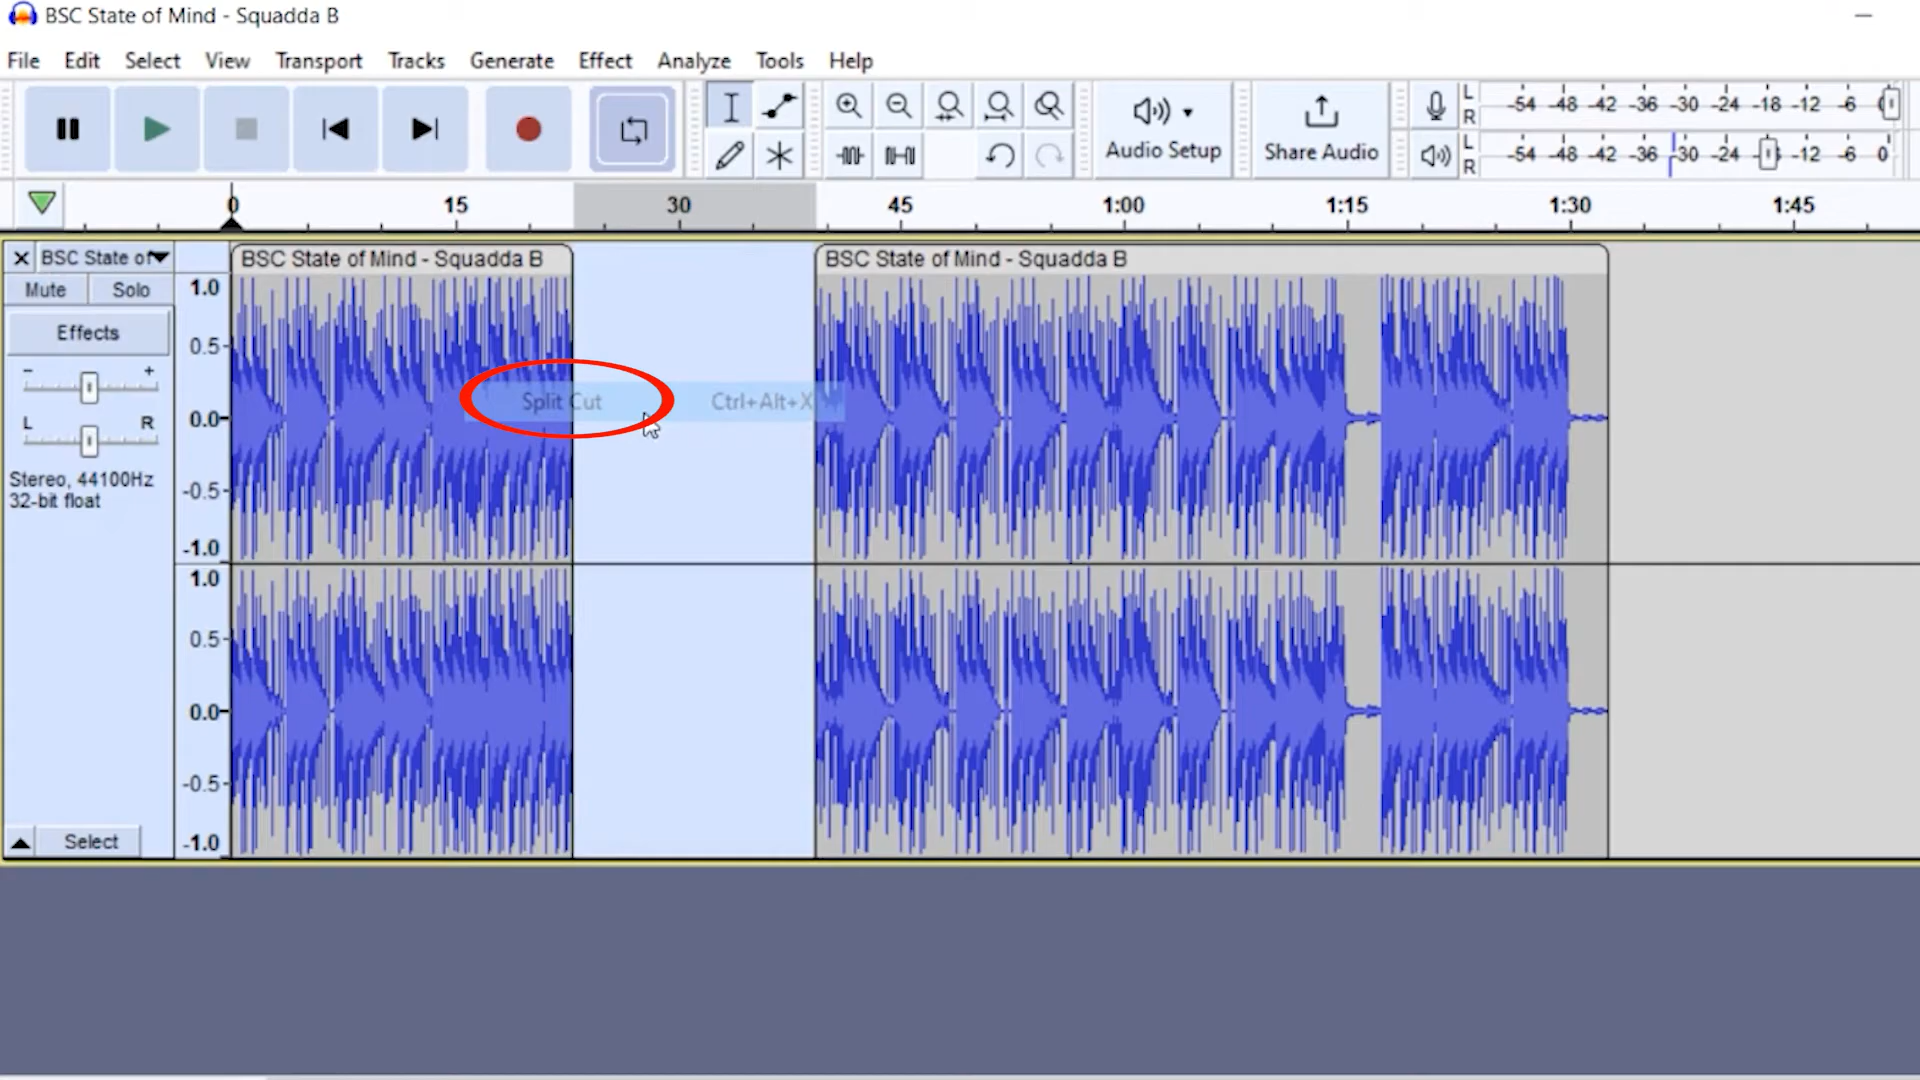 BSC State of Mind - Squadda B
File Edit Select View Transport Tracks Generate Effect Analyze Tools Help
Audio Setup
Share Audio
L R -54 -48 -42 -36 -30 -24 -18 -12 -6
L R -54 -48 -42 -36 -30 -24 -12 -6 0
0 15 30 45 1:00 1:15 1:30 1:45
BSC State of
BSC State of Mind - Squadda B
BSC State of Mind - Squadda B
Mute Solo
Effects
- +
L R
Stereo, 44100Hz
32-bit float
Select
1.0
0.5
0.0
-0.5
-1.0
1.0
0.5
0.0
-0.5
-1.0
Split Cut Ctrl+Alt+X